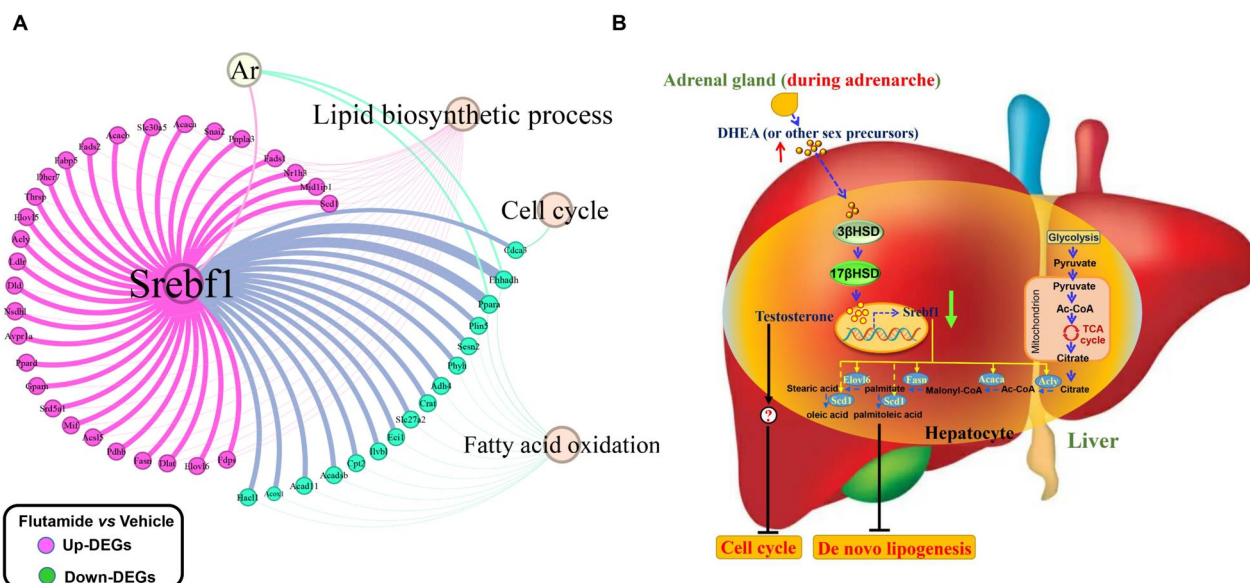 A
Ar
Lipid biosynthetic process
Cell cycle
Fatty acid oxidation
Srebf1
Pnpla3
Snai2
Acaca
Slc30a5
Acacb
Fads2
Fabp5
Dhcr7
Thrsp
Elovl5
Acly
Ldlr
Dld
Nsdhl
Avpr1a
Ppard
Gpam
Srd5a1
Mif
Acsl5
Pdhb
Fasn
Dlat
Elovl6
Fdps
Fads1
Nr1h3
Mid1ip1
Scd1
Cdca3
Ehhadh
Ppara
Plin5
Sesn2
Phyh
Adh4
Crat
Slc27a2
Eci1
Ilvbl
Cpt2
Acadsb
Acad11
Acox1
Hacl1
Flutamide vs Vehicle
Up-DEGs
Down-DEGs
B
Adrenal gland (during adrenarche)
DHEA (or other sex precursors)
3βHSD
17βHSD
Testosterone
Srebf1
Glycolysis
Pyruvate
Pyruvate
Ac-CoA
TCA
cycle
Citrate
Mitochondrion
Elovl6
Fasn
Acaca
Acly
Stearic acid
palmitate
Malonyl-CoA
Ac-CoA
Citrate
Scd1
Scd1
oleic acid
palmitoleic acid
?
Hepatocyte
Liver
Cell cycle
De novo lipogenesis